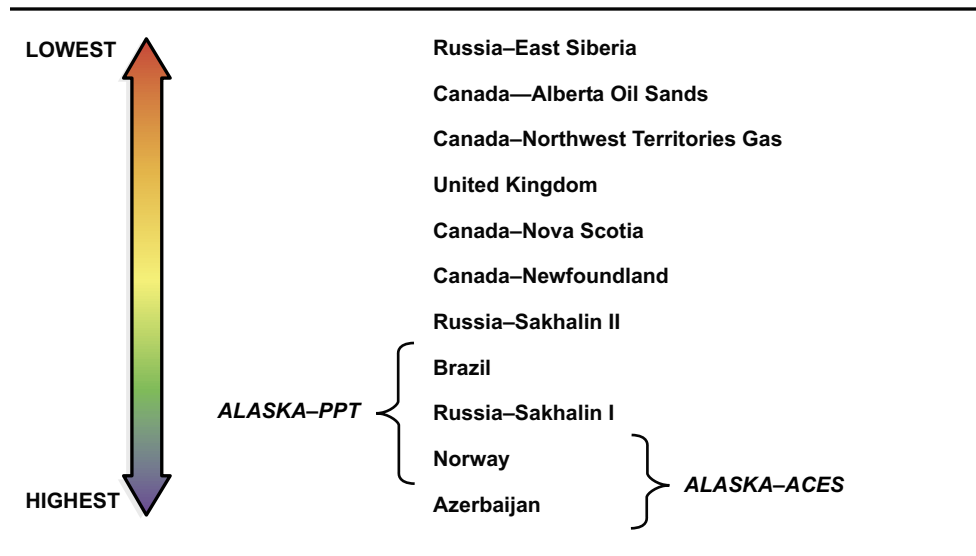 LOWEST
Russia–East Siberia
Canada—Alberta Oil Sands
Canada–Northwest Territories Gas
United Kingdom
Canada–Nova Scotia
Canada–Newfoundland
Russia–Sakhalin II
Brazil
ALASKA–PPT
Russia–Sakhalin I
Norway
ALASKA–ACES
HIGHEST
Azerbaijan